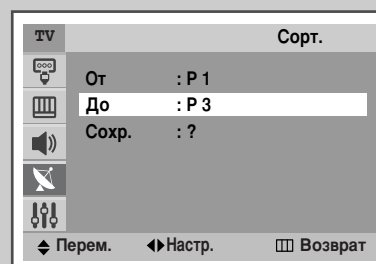 TV Сорт.
От : P 1
До : P 3
Сохр. : ?
Перем. Настр. Возврат